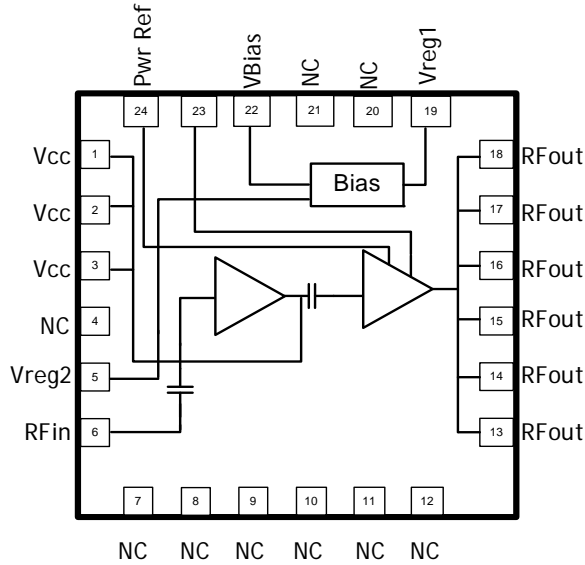 Pwr Ref
VBias
NC
NC
Vreg1
24
23
22
21
20
19
Vcc
1
18
RFout
Vcc
2
17
RFout
Vcc
3
16
RFout
NC
4
15
RFout
Vreg2
5
14
RFout
RFin
6
13
RFout
Bias
7
8
9
10
11
12
NC
NC
NC
NC
NC
NC